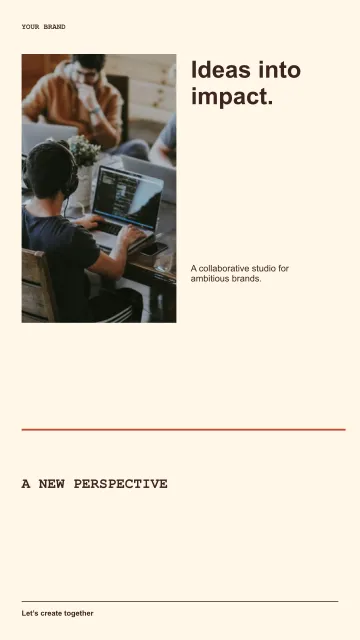 YOUR BRAND
Ideas into
impact.
A collaborative studio for
ambitious brands.
A NEW PERSPECTIVE
Let's create together